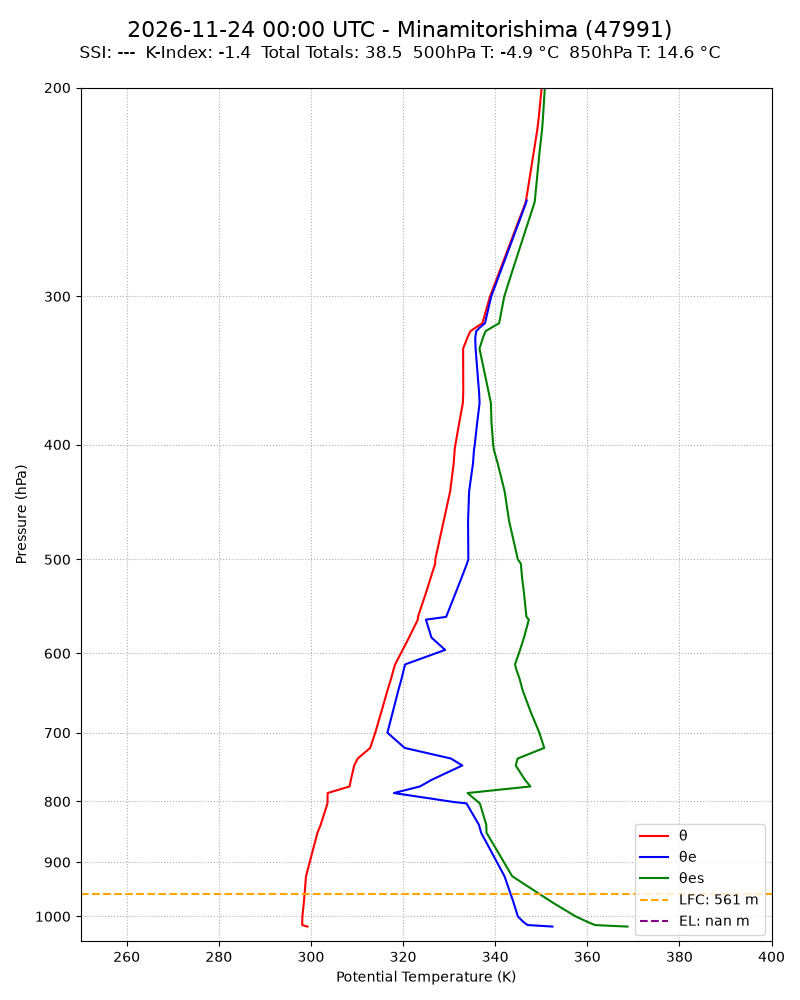 2026-11-24 00:00 UTC - Minamitorishima (47991)
SSI: ---  K-Index: -1.4  Total Totals: 38.5  500hPa T: -4.9 °C  850hPa T: 14.6 °C
200
300
400
500
600
700
800
900
1000
Pressure (hPa)
260
280
300
320
340
360
380
400
Potential Temperature (K)
θ
θe
θes
LFC: 561 m
EL: nan m